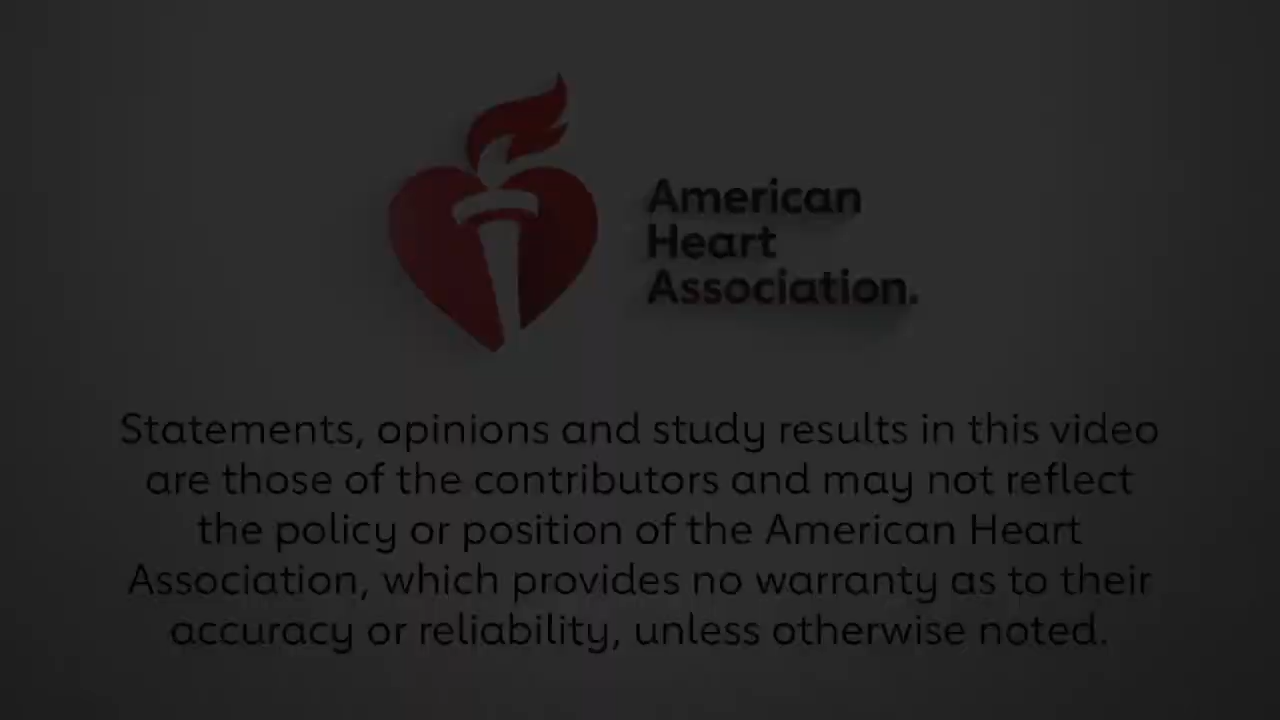 American
Heart
Association.
Statements, opinions and study results in this video
are those of the contributors and may not reflect
the policy or position of the American Heart
Association, which provides no warranty as to their
accuracy or reliability, unless otherwise noted.